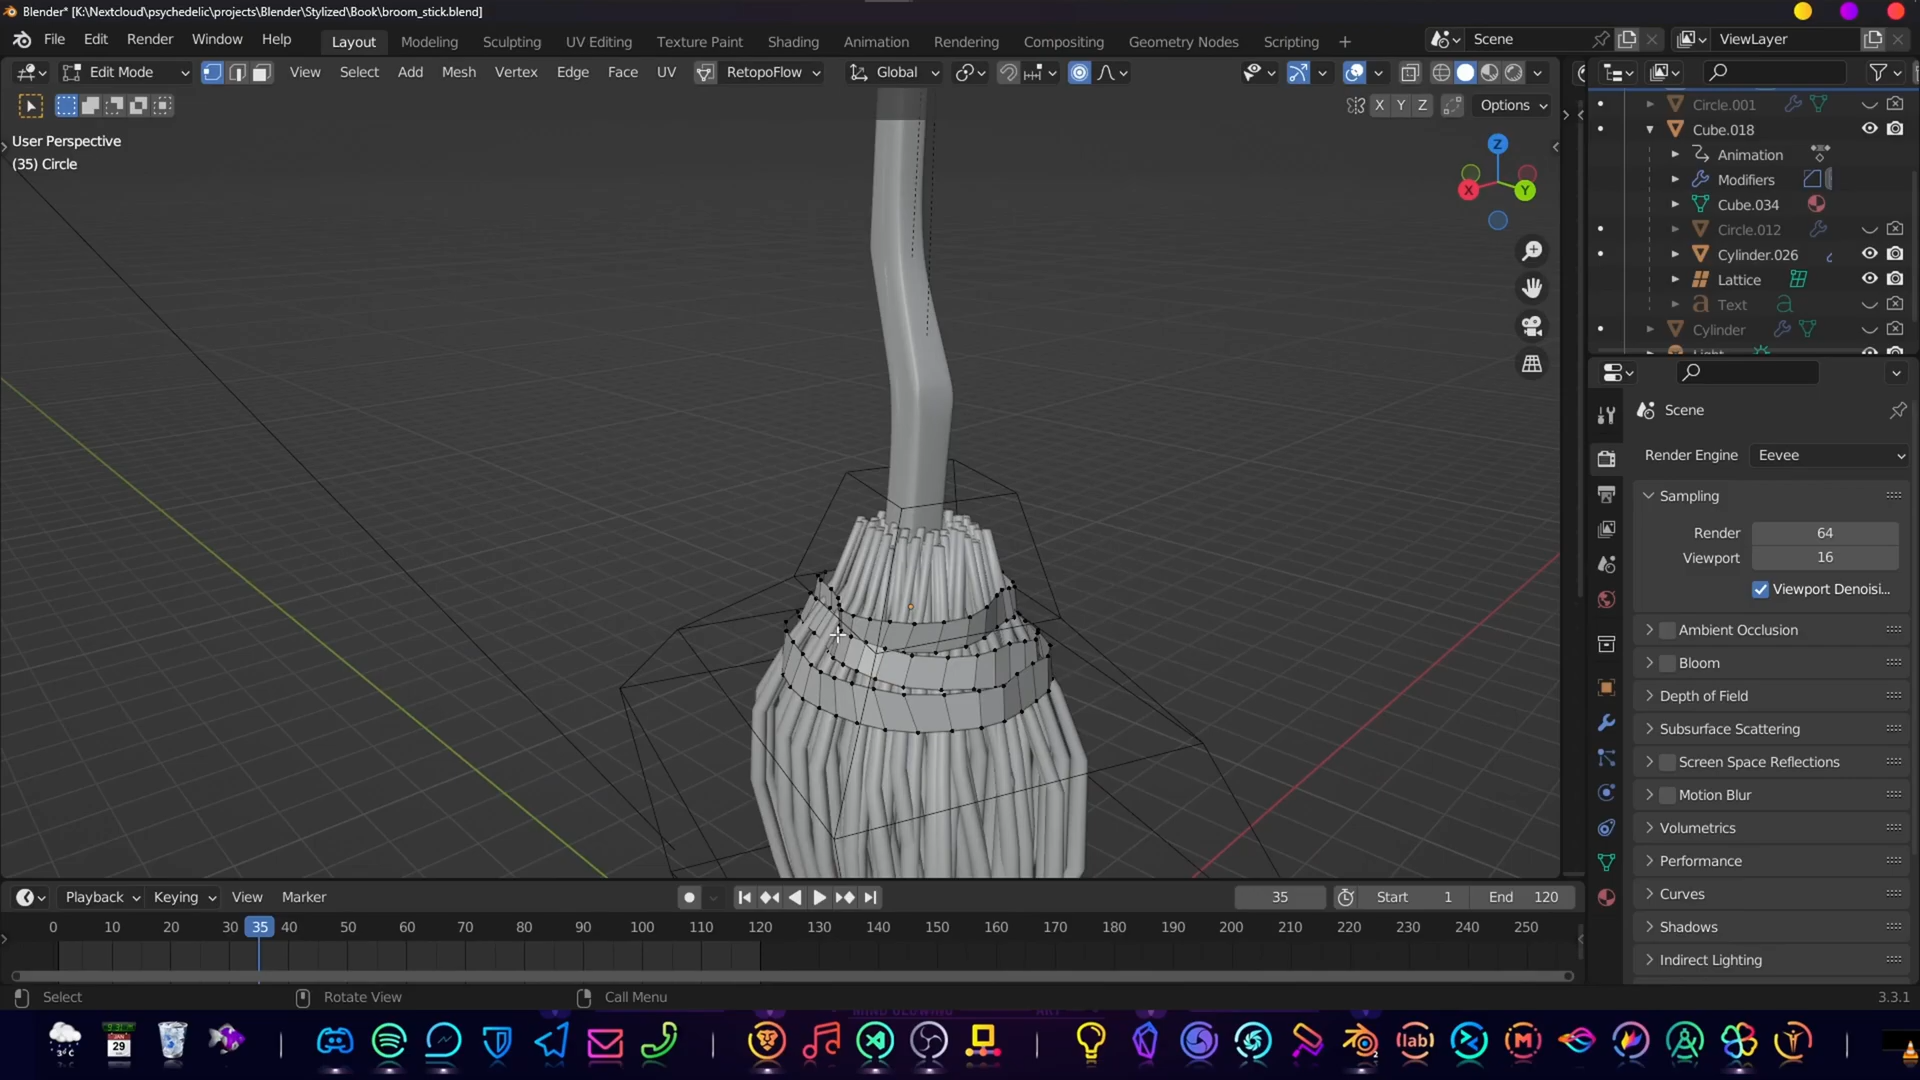 Blender* [K:\Nextcloud\psychedelic\projects\Blender\Stylized\Book\broom_stick.blend]
File Edit Render Window Help Layout Modeling Sculpting UV Editing Texture Paint Shading Animation Rendering Compositing Geometry Nodes Scripting + Scene ViewLayer
Edit Mode View Select Add Mesh Vertex Edge Face UV RetopoFlow Global
X Y Z Options
User Perspective
(35) Circle
Z
X
Y
Circle.001
Cube.018
Animation
Modifiers
Cube.034
Circle.012
Cylinder.026
Lattice
Text
Cylinder
Scene
Render Engine Eevee
Sampling
Render 64
Viewport 16
Viewport Denoisi...
Ambient Occlusion
Bloom
Depth of Field
Subsurface Scattering
Screen Space Reflections
Motion Blur
Volumetrics
Performance
Curves
Shadows
Indirect Lighting
Playback Keying View Marker 35 Start 1 End 120
0 10 20 30 35 40 50 60 70 80 90 100 110 120 130 140 150 160 170 180 190 200 210 220 230 240 250
Select Rotate View Call Menu 3.3.1
3°C
JAN
29
2
lab
M